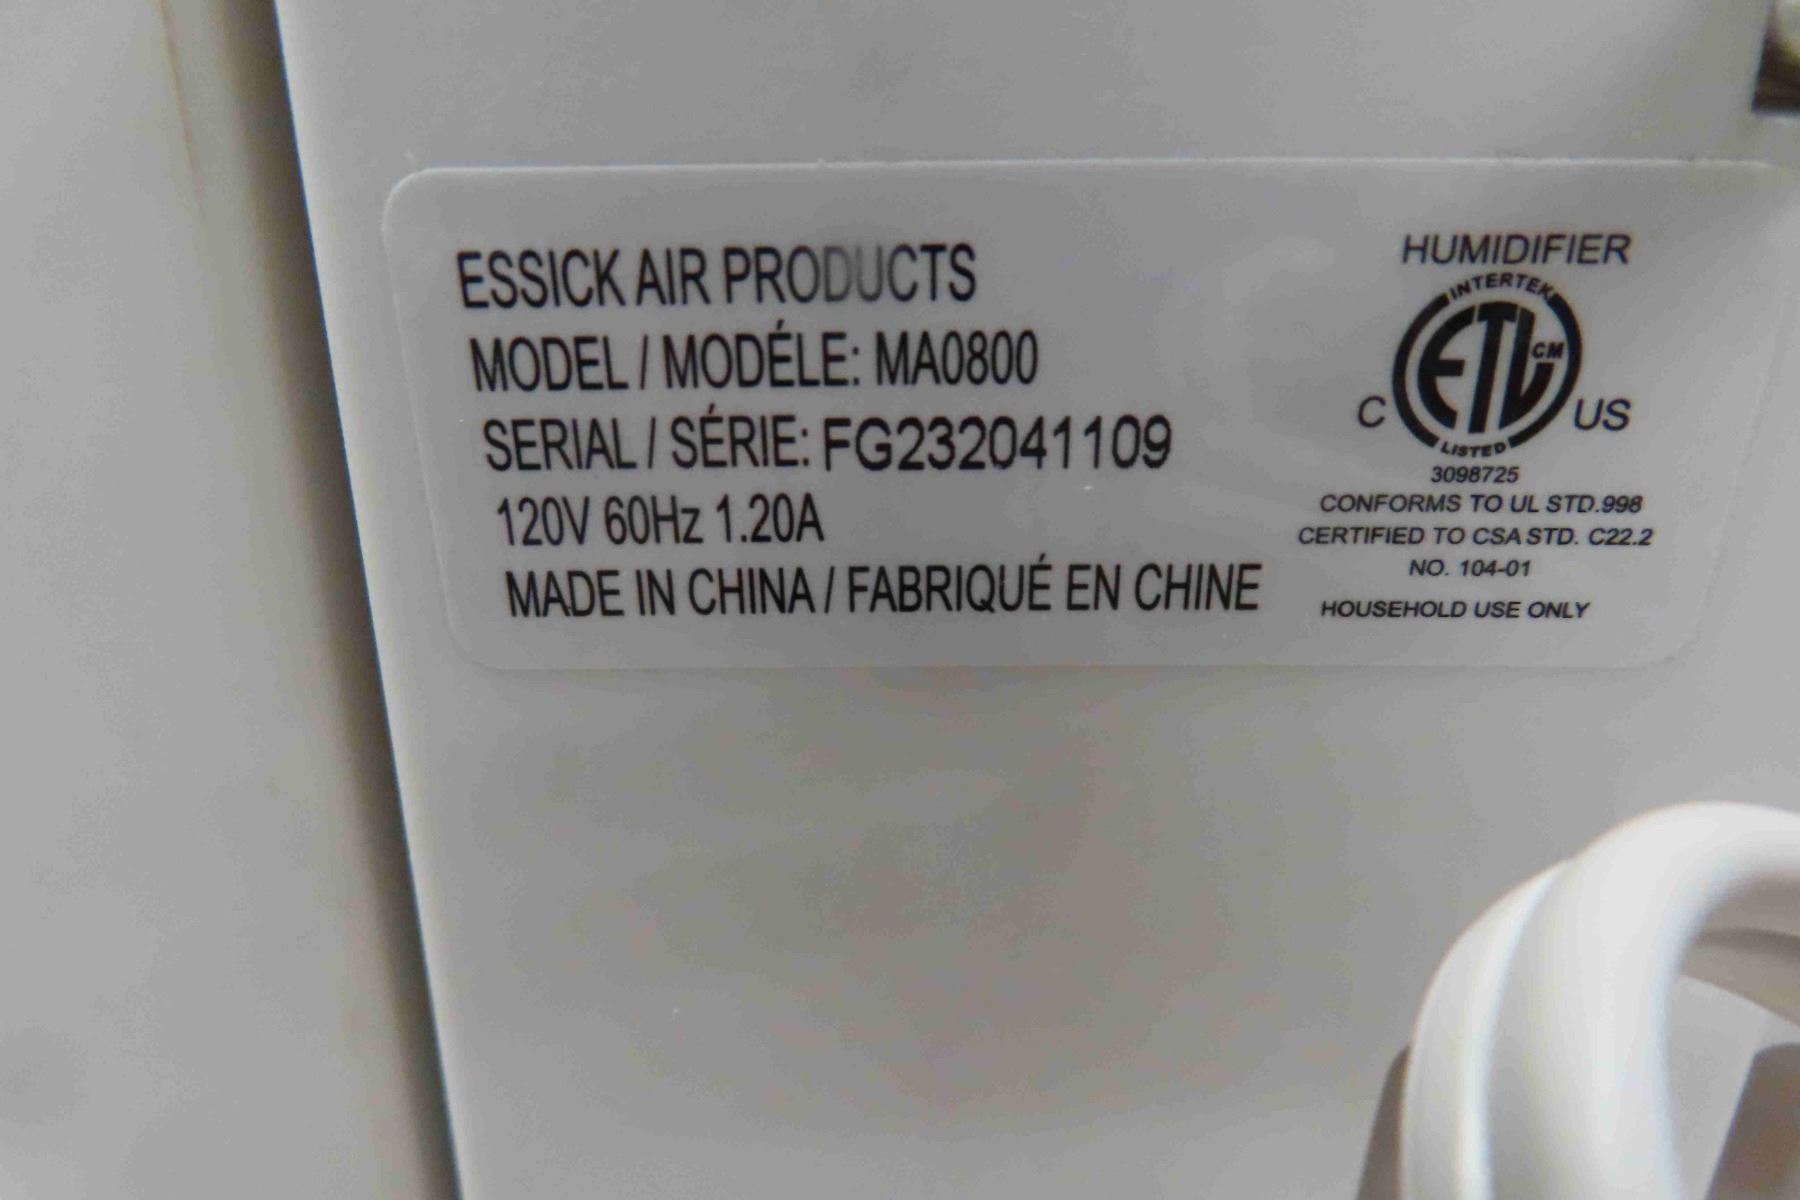 ESSICK AIR PRODUCTS
MODEL / MODÉLE: MA0800
SERIAL / SÉRIE: FG232041109
120V 60Hz 1.20A
MADE IN CHINA / FABRIQUÉ EN CHINE
HUMIDIFIER
INTERTEK
ETL CM
C US
LISTED
3098725
CONFORMS TO UL STD.998
CERTIFIED TO CSA STD. C22.2
NO. 104-01
HOUSEHOLD USE ONLY